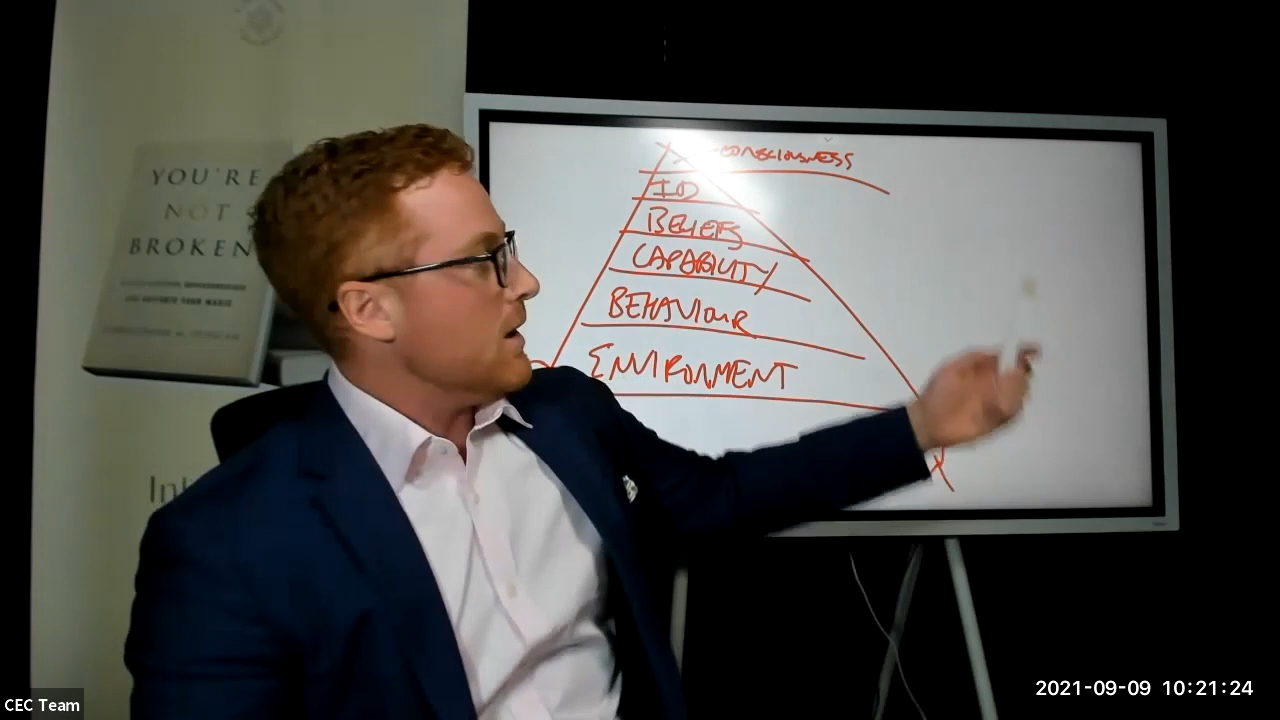 CONSCIOUSNESS
ID
BELIEFS
CAPABILITY
BEHAVIOUR
ENVIRONMENT
X
YOU'RE
NOT
BROKEN
CEC Team
2021-09-09 10:21:24